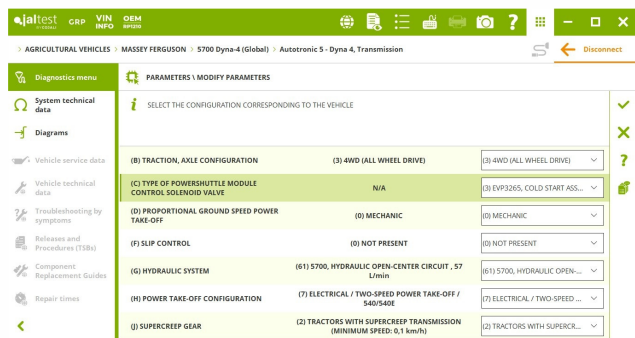 jaltest GRP VIN INFO OEM BP1210
?
> AGRICULTURAL VEHICLES > MASSEY FERGUSON > 5700 Dyna-4 (Global) > Autotronic 5 - Dyna 4, Transmission
Disconnect
Diagnostics menu
PARAMETERS \ MODIFY PARAMETERS
System technical data
Diagrams
Vehicle service data
Vehicle technical data
Troubleshooting by symptoms
Releases and Procedures (TSBs)
Component Replacement Guides
Repair times
i SELECT THE CONFIGURATION CORRESPONDING TO THE VEHICLE
(B) TRACTION, AXLE CONFIGURATION (3) 4WD (ALL WHEEL DRIVE) (3) 4WD (ALL WHEEL DRIVE)
(C) TYPE OF POWERSHUTTLE MODULE CONTROL SOLENOID VALVE N/A (3) EVP3265, COLD START ASS...
(D) PROPORTIONAL GROUND SPEED POWER TAKE-OFF (0) MECHANIC (0) MECHANIC
(F) SLIP CONTROL (0) NOT PRESENT (0) NOT PRESENT
(G) HYDRAULIC SYSTEM (61) 5700, HYDRAULIC OPEN-CENTER CIRCUIT , 57 L/min (61) 5700, HYDRAULIC OPEN-...
(H) POWER TAKE-OFF CONFIGURATION (7) ELECTRICAL / TWO-SPEED POWER TAKE-OFF / 540/540E (7) ELECTRICAL / TWO-SPEED ...
(J) SUPERCREEP GEAR (2) TRACTORS WITH SUPERCREEP TRANSMISSION (MINIMUM SPEED: 0,1 km/h) (2) TRACTORS WITH SUPERCR...
?